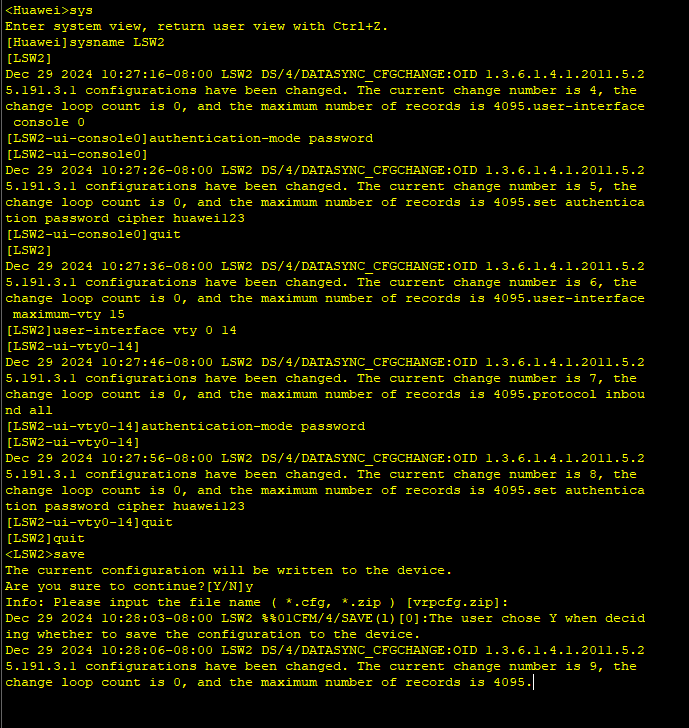 <Huawei>sys
Enter system view, return user view with Ctrl+Z.
[Huawei]sysname LSW2
[LSW2]
Dec 29 2024 10:27:16-08:00 LSW2 DS/4/DATASYNC_CFGCHANGE:OID 1.3.6.1.4.1.2011.5.2
5.191.3.1 configurations have been changed. The current change number is 4, the
change loop count is 0, and the maximum number of records is 4095.user-interface
 console 0
[LSW2-ui-console0]authentication-mode password
[LSW2-ui-console0]
Dec 29 2024 10:27:26-08:00 LSW2 DS/4/DATASYNC_CFGCHANGE:OID 1.3.6.1.4.1.2011.5.2
5.191.3.1 configurations have been changed. The current change number is 5, the
change loop count is 0, and the maximum number of records is 4095.set authentica
tion password cipher huawei123
[LSW2-ui-console0]quit
[LSW2]
Dec 29 2024 10:27:36-08:00 LSW2 DS/4/DATASYNC_CFGCHANGE:OID 1.3.6.1.4.1.2011.5.2
5.191.3.1 configurations have been changed. The current change number is 6, the
change loop count is 0, and the maximum number of records is 4095.user-interface
 maximum-vty 15
[LSW2]user-interface vty 0 14
[LSW2-ui-vty0-14]
Dec 29 2024 10:27:46-08:00 LSW2 DS/4/DATASYNC_CFGCHANGE:OID 1.3.6.1.4.1.2011.5.2
5.191.3.1 configurations have been changed. The current change number is 7, the
change loop count is 0, and the maximum number of records is 4095.protocol inbou
nd all
[LSW2-ui-vty0-14]authentication-mode password
[LSW2-ui-vty0-14]
Dec 29 2024 10:27:56-08:00 LSW2 DS/4/DATASYNC_CFGCHANGE:OID 1.3.6.1.4.1.2011.5.2
5.191.3.1 configurations have been changed. The current change number is 8, the
change loop count is 0, and the maximum number of records is 4095.set authentica
tion password cipher huawei123
[LSW2-ui-vty0-14]quit
[LSW2]quit
<LSW2>save
The current configuration will be written to the device.
Are you sure to continue?[Y/N]y
Info: Please input the file name ( *.cfg, *.zip ) [vrpcfg.zip]:
Dec 29 2024 10:28:03-08:00 LSW2 %%01CFM/4/SAVE(l)[0]:The user chose Y when decid
ing whether to save the configuration to the device.
Dec 29 2024 10:28:06-08:00 LSW2 DS/4/DATASYNC_CFGCHANGE:OID 1.3.6.1.4.1.2011.5.2
5.191.3.1 configurations have been changed. The current change number is 9, the
change loop count is 0, and the maximum number of records is 4095.